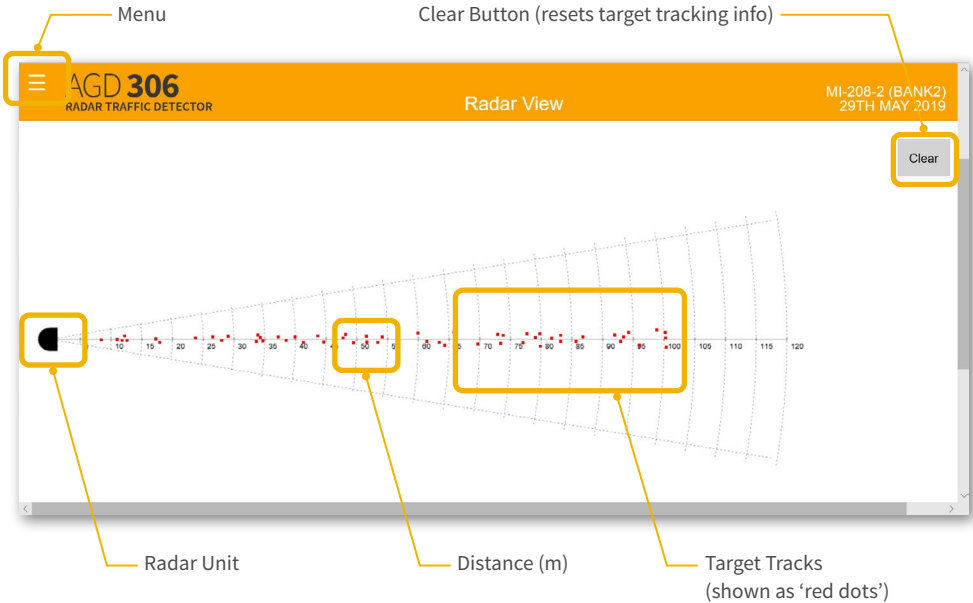 Menu
Clear Button (resets target tracking info)
AGD 306
RADAR TRAFFIC DETECTOR
Radar View
MI-208-2 (BANK2)
29TH MAY 2019
Clear
10 15 20 25 30 35 40 50 60 70 75 80 85 90 95 100 105 110 115 120
Radar Unit
Distance (m)
Target Tracks
(shown as ‘red dots’)